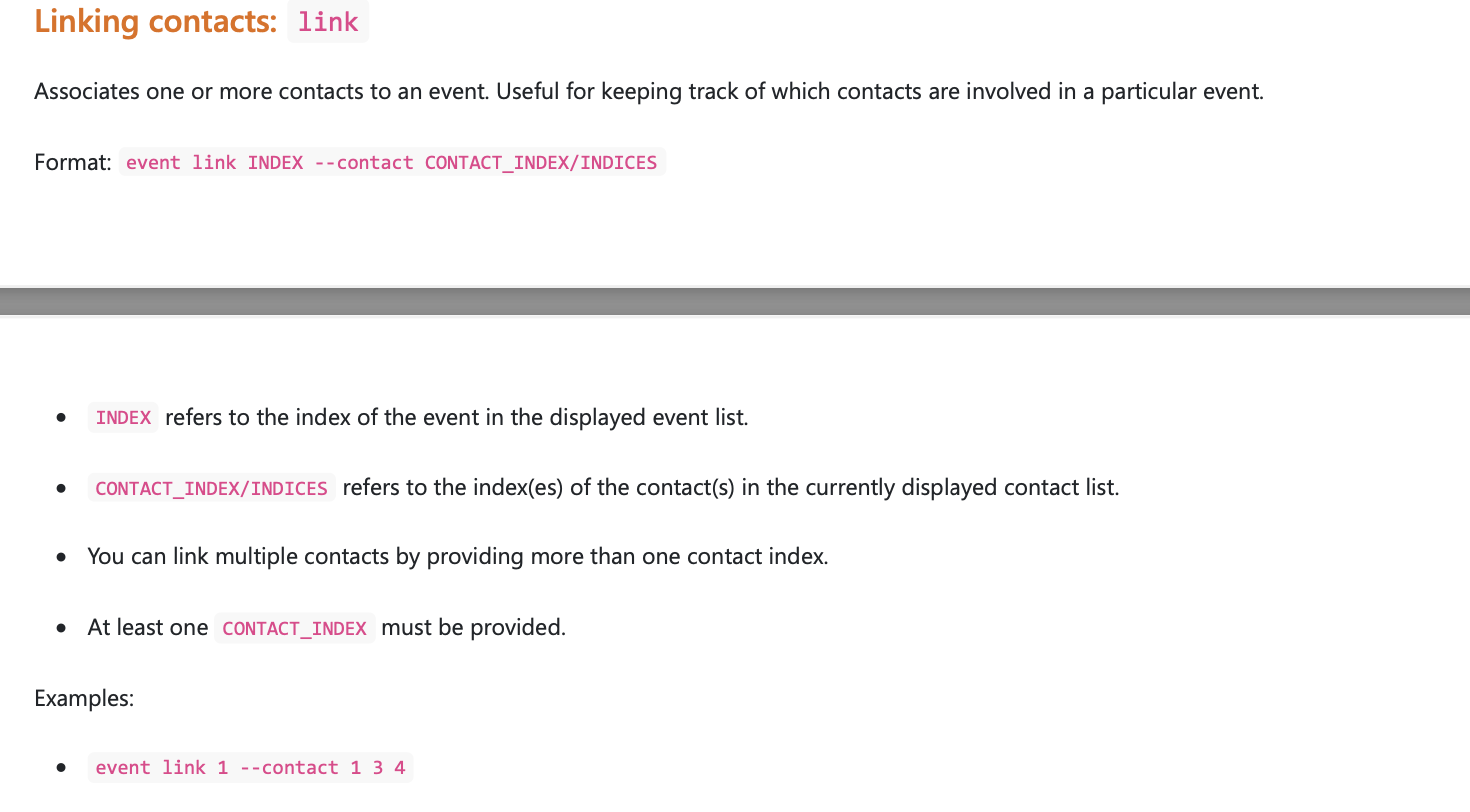 Linking contacts: link
Associates one or more contacts to an event. Useful for keeping track of which contacts are involved in a particular event.
Format: event link INDEX --contact CONTACT_INDEX/INDICES
• INDEX refers to the index of the event in the displayed event list.
• CONTACT_INDEX/INDICES refers to the index(es) of the contact(s) in the currently displayed contact list.
• You can link multiple contacts by providing more than one contact index.
• At least one CONTACT_INDEX must be provided.
Examples:
• event link 1 --contact 1 3 4